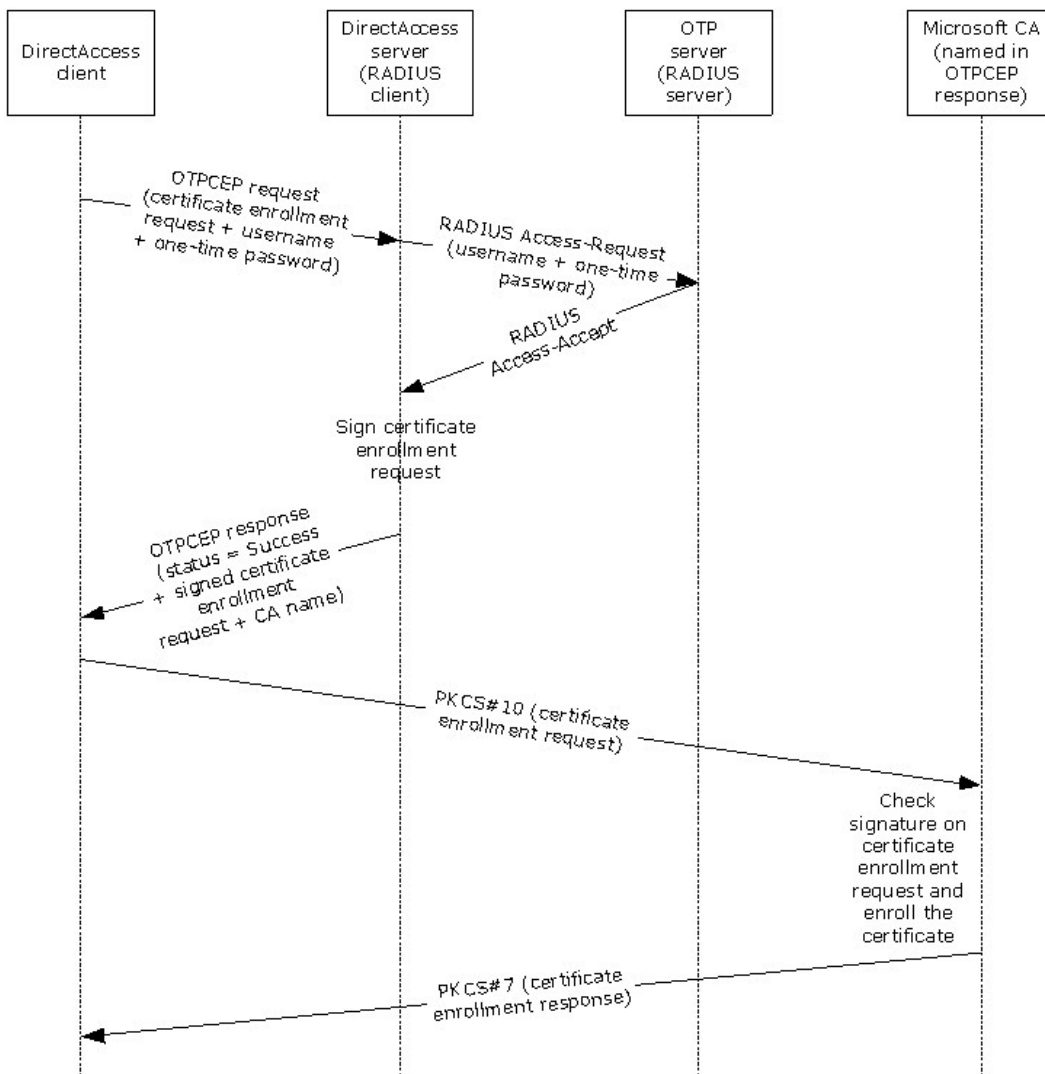 DirectAccess
client
DirectAccess
server
(RADIUS
client)
OTP
server
(RADIUS
server)
Microsoft CA
(named in
OTPCEP
response)
OTPCEP request
(certificate enrollment
request + username
+ one-time password)
RADIUS Access-Request
(username + one-time
password)
RADIUS
Access-Accept
Sign certificate
enrollment
request
OTPCEP response
(status = Success
+ signed certificate
enrollment
request + CA name)
PKCS#10 (certificate
enrollment request)
Check
signature on
certificate
enrollment
request and
enroll the
certificate
PKCS#7 (certificate
enrollment response)